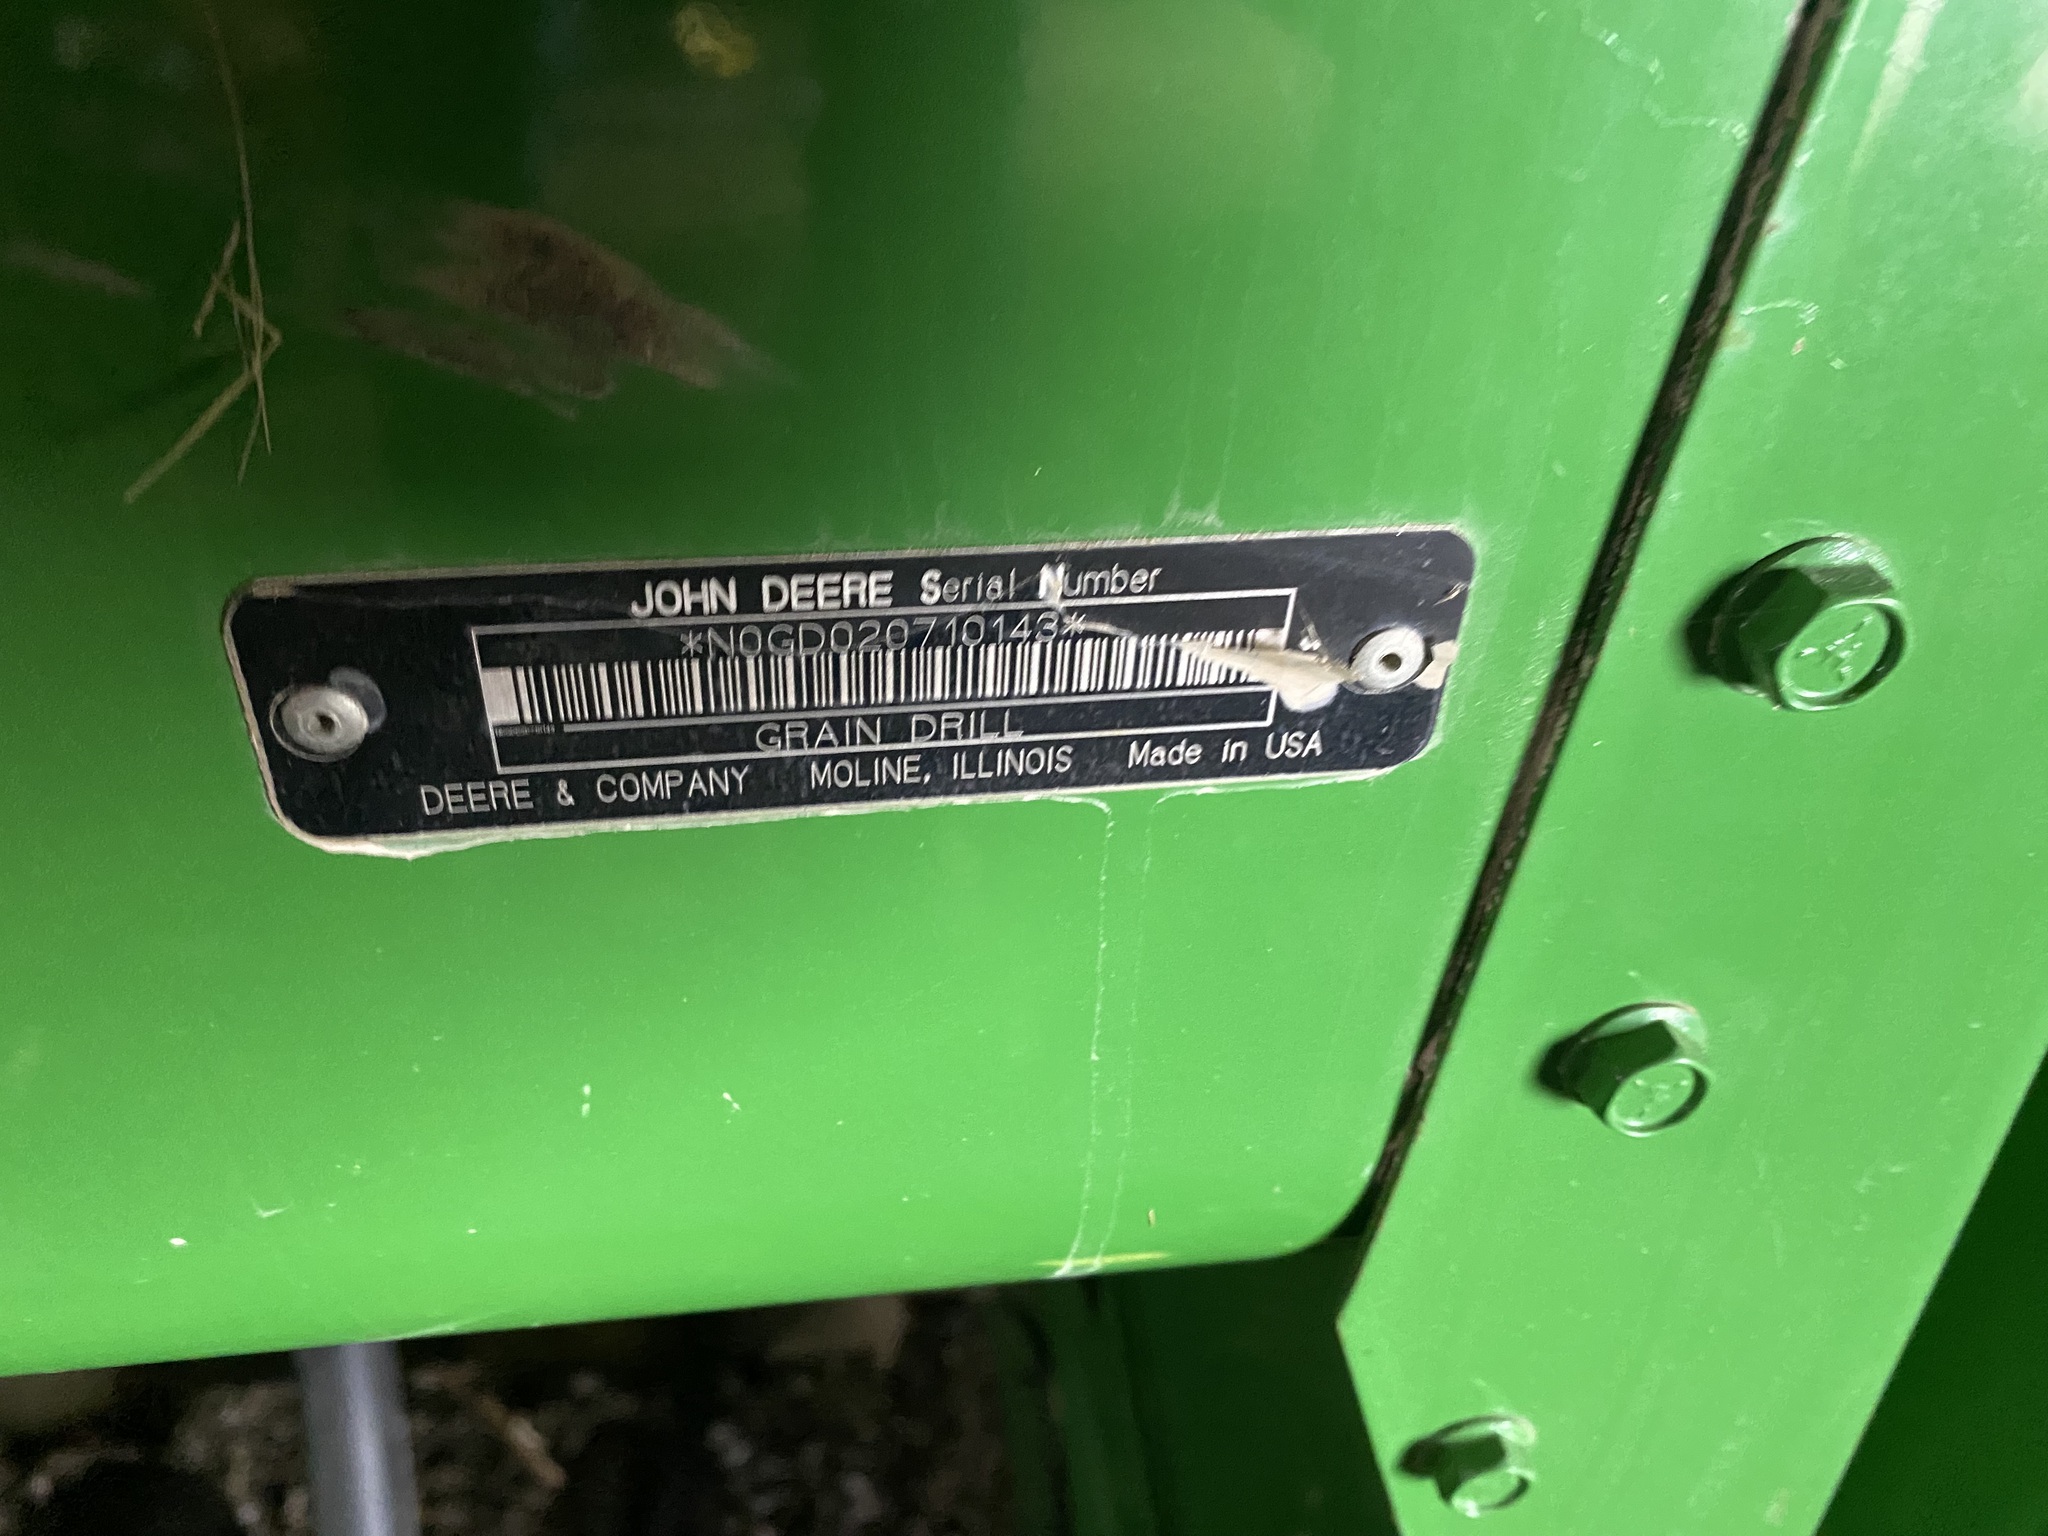 JOHN DEERE Serial Number
*N0GD020710143*
GRAIN DRILL
DEERE & COMPANY MOLINE, ILLINOIS Made in USA